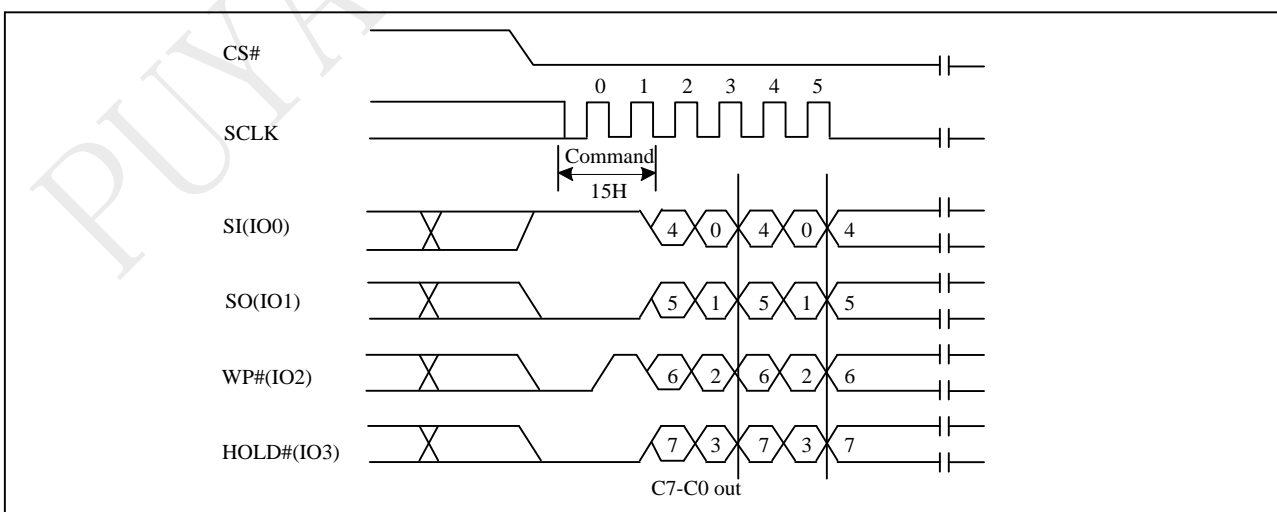 PUYA
CS#
0 1 2 3 4 5
SCLK
Command
15H
SI(IO0) 4 0 4 0 4
SO(IO1) 5 1 5 1 5
WP#(IO2) 6 2 6 2 6
HOLD#(IO3) 7 3 7 3 7
C7-C0 out